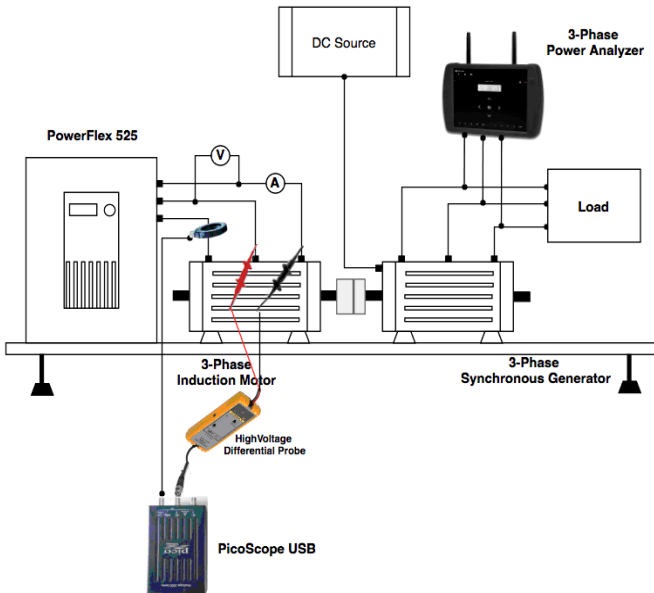 3-Phase
Power Analyzer
DC Source
PowerFlex 525
V
A
Load
3-Phase
Induction Motor
3-Phase
Synchronous Generator
HighVoltage
Differential Probe
pico
PicoScope USB